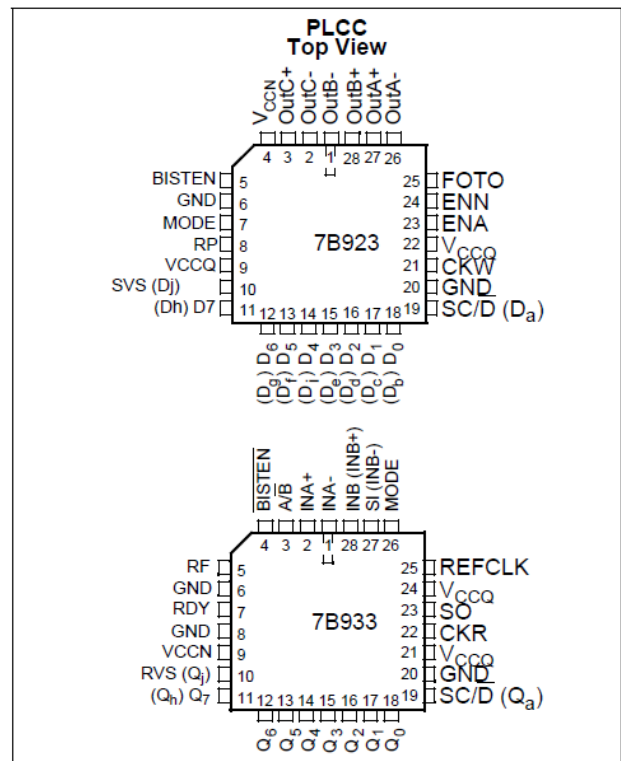 PLCC
Top View
VCCN
OutC+
OutC-
OutB-
OutB+
OutA+
OutA-
4 3 2 1 28 27 26
BISTEN 5
GND 6
MODE 7
RP 8
VCCQ 9
SVS (Dj) 10
(Dh) D7 11
7B923
25 FOTO
24 ENN
23 ENA
22 VCCQ
21 CKW
20 GND
19 SC/D̅ (Da)
12 13 14 15 16 17 18
(Dg) D6
(Df) D5
(Di) D4
(De) D3
(Dd) D2
(Dc) D1
(Db) D0
B̅I̅S̅T̅E̅N̅
A/B̅
INA+
INA-
INB (INB+)
SI (INB-)
MODE
4 3 2 1 28 27 26
RF 5
GND 6
RDY 7
GND 8
VCCN 9
RVS (Qj) 10
(Qh) Q7 11
7B933
25 REFCLK
24 VCCQ
23 SO
22 CKR
21 VCCQ
20 GND
19 SC/D̅ (Qa)
12 13 14 15 16 17 18
Q6
Q5
Q4
Q3
Q2
Q1
Q0